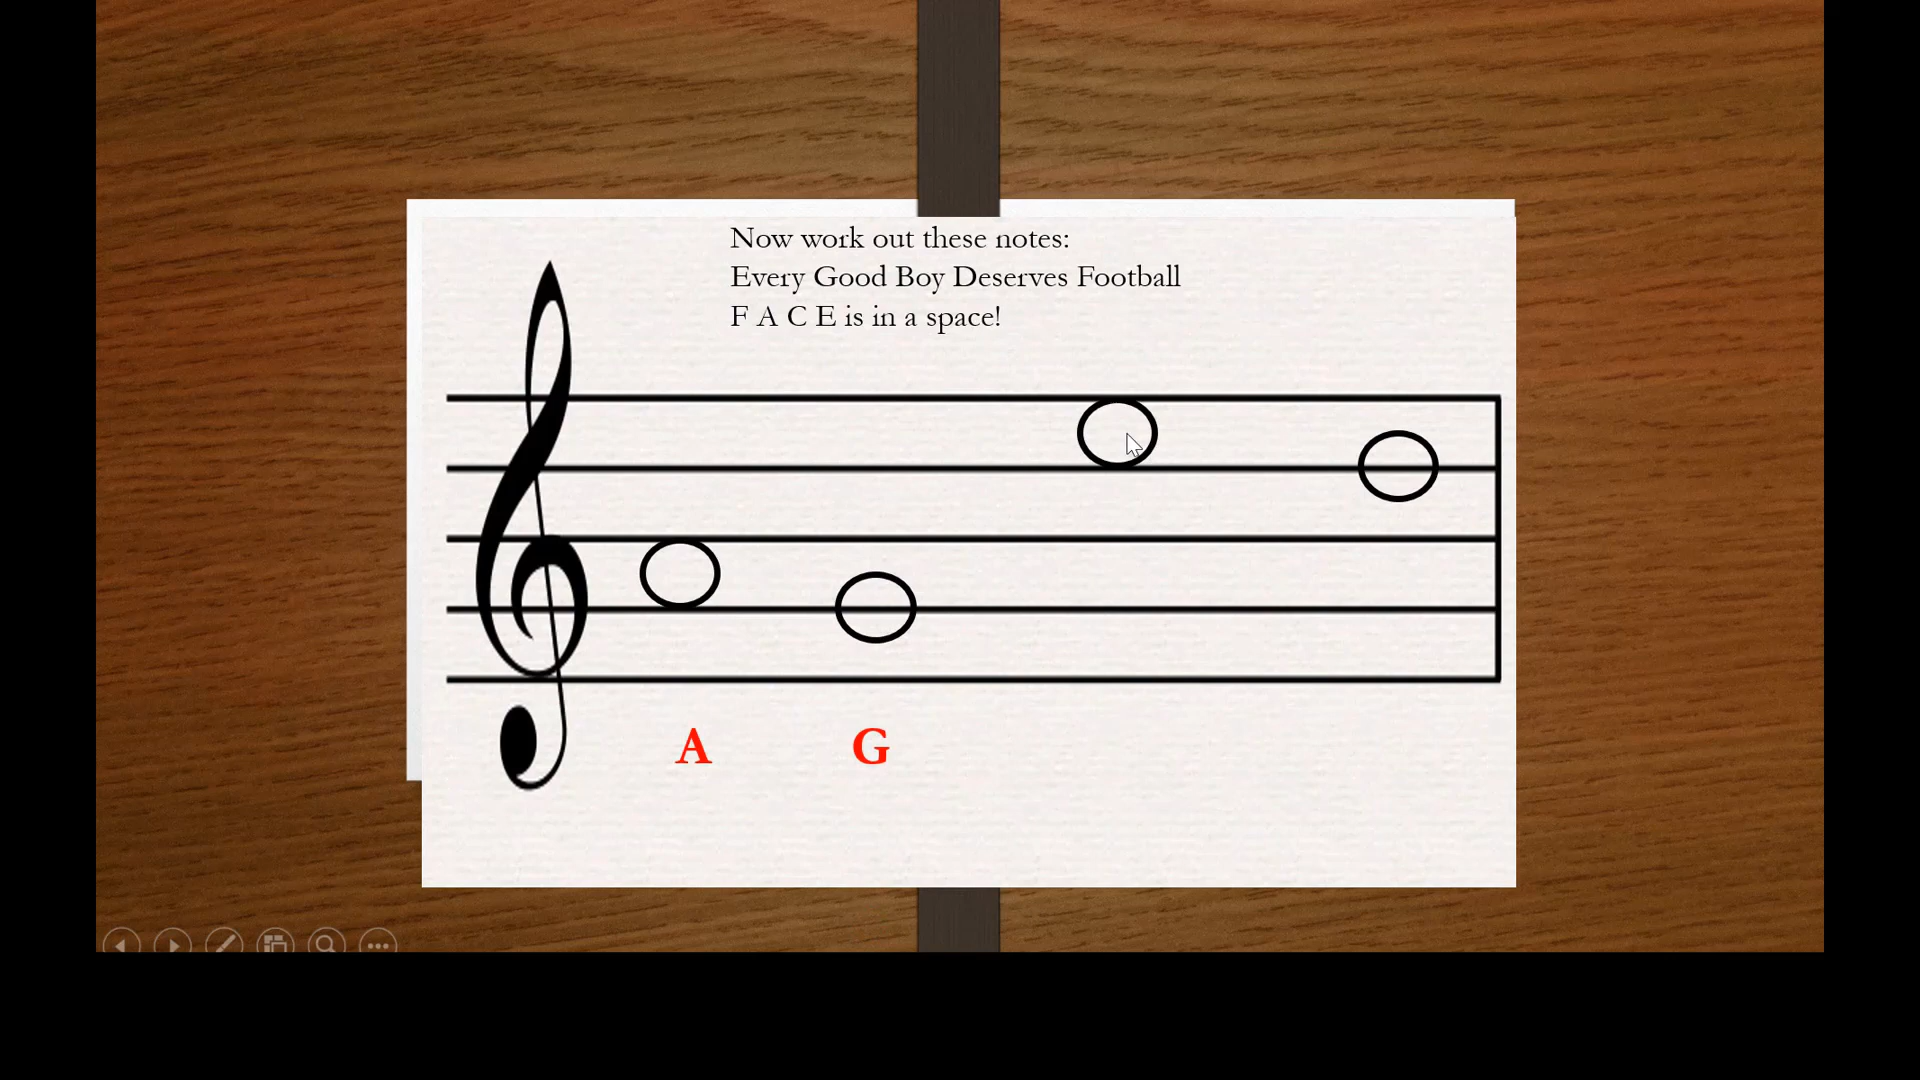 Now work out these notes:
Every Good Boy Deserves Football
F A C E is in a space!
A G